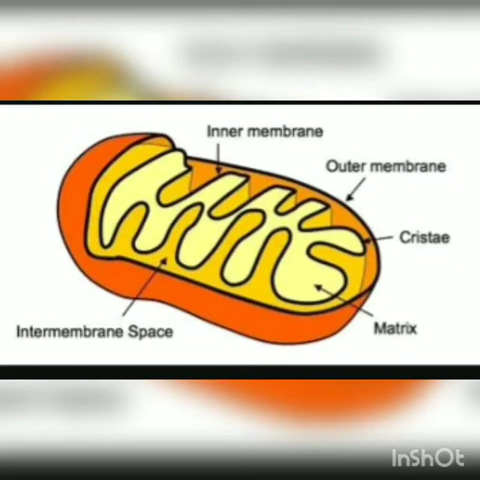 Inner membrane
Outer membrane
Cristae
Matrix
Intermembrane Space
InShOt